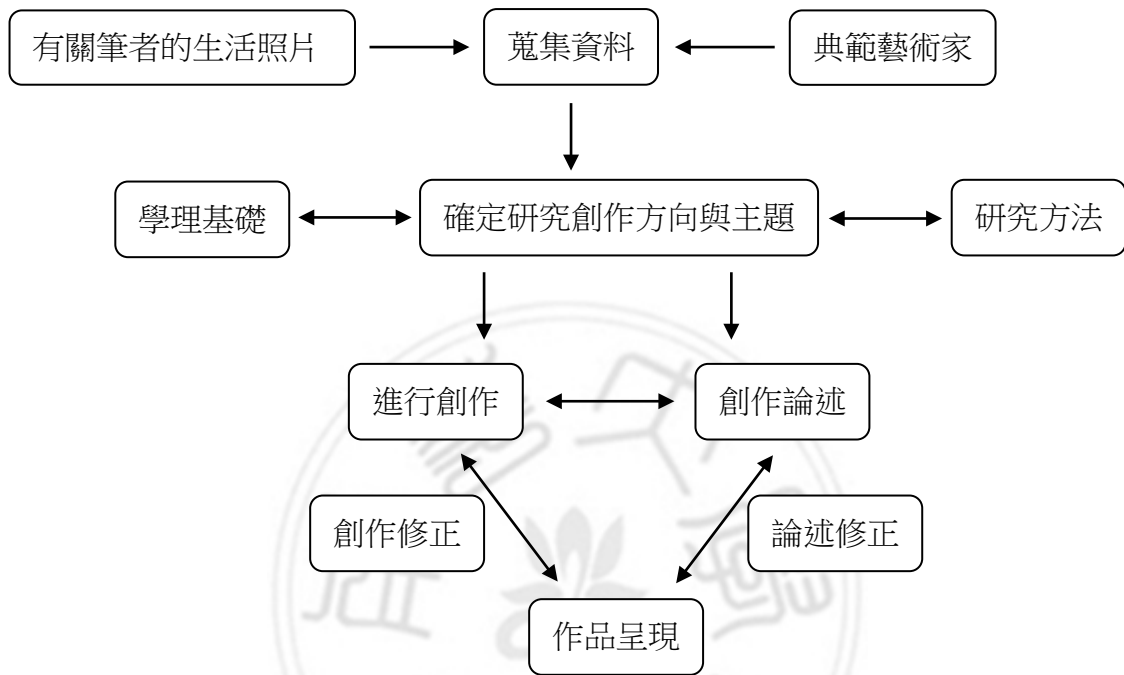 有關筆者的生活照片
蒐集資料
典範藝術家
學理基礎
確定研究創作方向與主題
研究方法
進行創作
創作論述
創作修正
論述修正
作品呈現